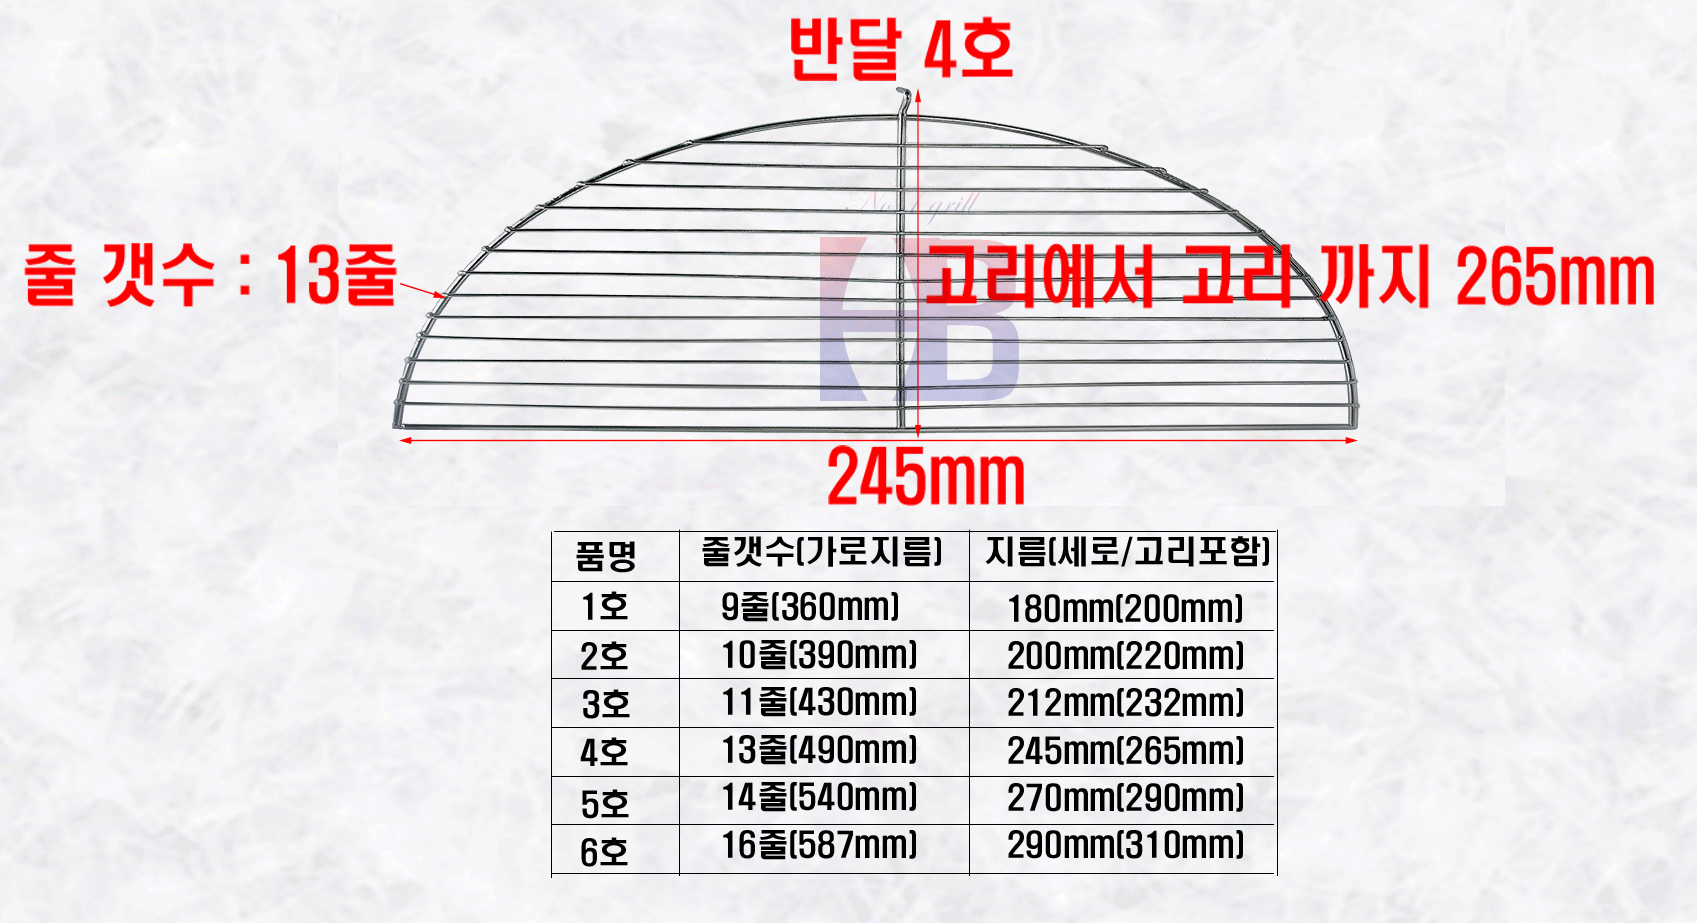 반달 4호
줄 갯수 : 13줄
고리에서 고리 까지 265mm
245mm
품명 줄갯수(가로지름) 지름(세로/고리포함)
1호 9줄(360mm) 180mm(200mm)
2호 10줄(390mm) 200mm(220mm)
3호 11줄(430mm) 212mm(232mm)
4호 13줄(490mm) 245mm(265mm)
5호 14줄(540mm) 270mm(290mm)
6호 16줄(587mm) 290mm(310mm)